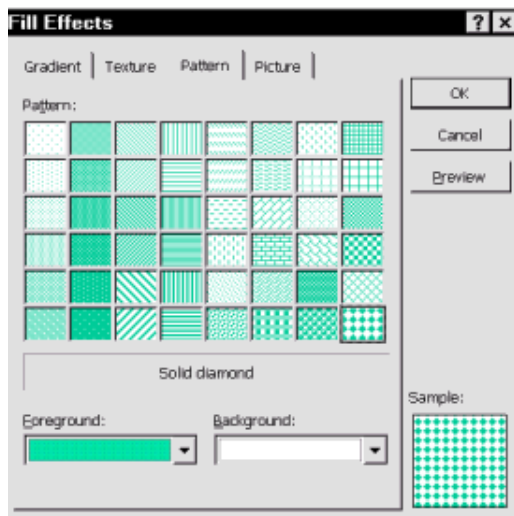 Fill Effects ? ×
Gradient Texture Pattern Picture
Pattern:
OK
Cancel
Preview
Solid diamond
Foreground: Background:
Sample: